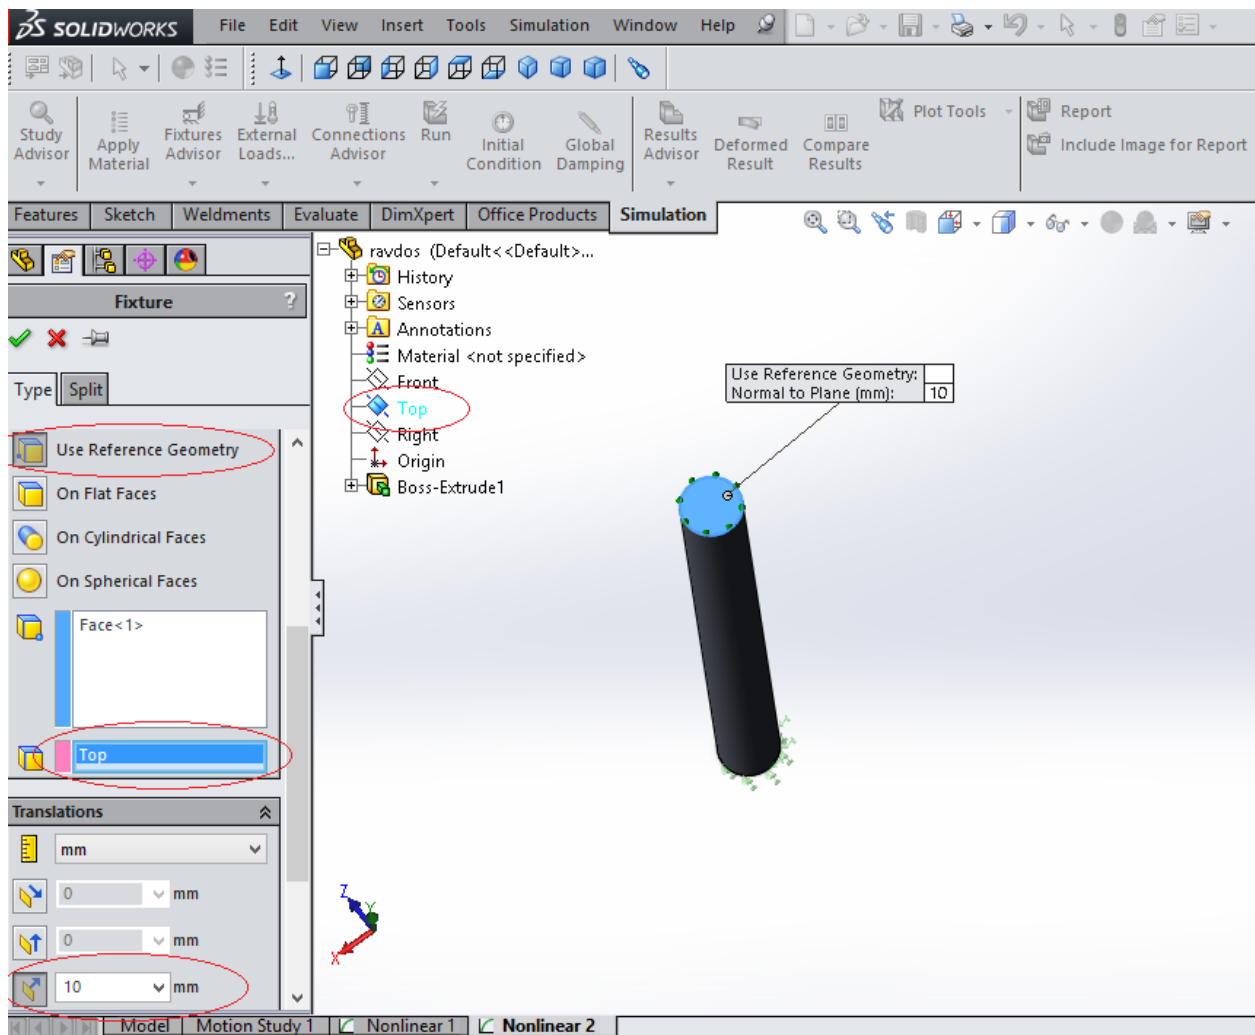 SOLIDWORKS File Edit View Insert Tools Simulation Window Help
Study Advisor
Apply Material
Fixtures Advisor
External Loads...
Connections Advisor
Run
Initial Condition
Global Damping
Results Advisor
Deformed Result
Compare Results
Plot Tools
Report
Include Image for Report
Features Sketch Weldments Evaluate DimXpert Office Products Simulation
Fixture ?
Type Split
Use Reference Geometry
On Flat Faces
On Cylindrical Faces
On Spherical Faces
Face<1>
Top
Translations
mm
0 mm
0 mm
10 mm
ravdos (Default<<Default>...
History
Sensors
Annotations
Material <not specified>
Front
Top
Right
Origin
Boss-Extrude1
Use Reference Geometry:
Normal to Plane (mm): 10
Z
Y
X
Model Motion Study 1 Nonlinear 1 Nonlinear 2